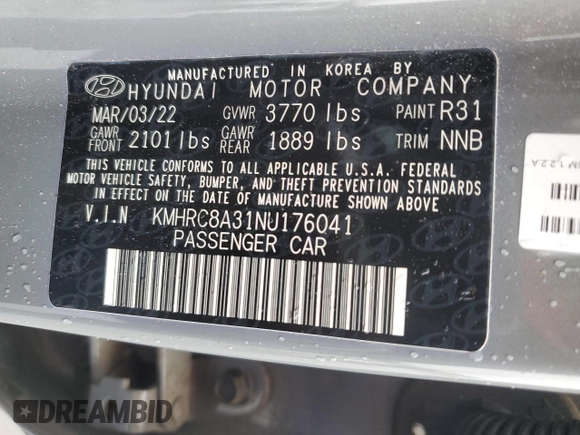 MANUFACTURED IN KOREA BY
HYUNDAI MOTOR COMPANY
MAR/03/22 GVWR 3770 lbs PAINT R31
GAWR FRONT 2101 lbs GAWR REAR 1889 lbs TRIM NNB
THIS VEHICLE CONFORMS TO ALL APPLICABLE U.S.A. FEDERAL
MOTOR VEHICLE SAFETY, BUMPER, AND THEFT PREVENTION STANDARDS
IN EFFECT ON THE DATE OF MANUFACTURE SHOWN ABOVE.
V.I.N KMHRC8A31NU176041
PASSENGER CAR
DREAMBID